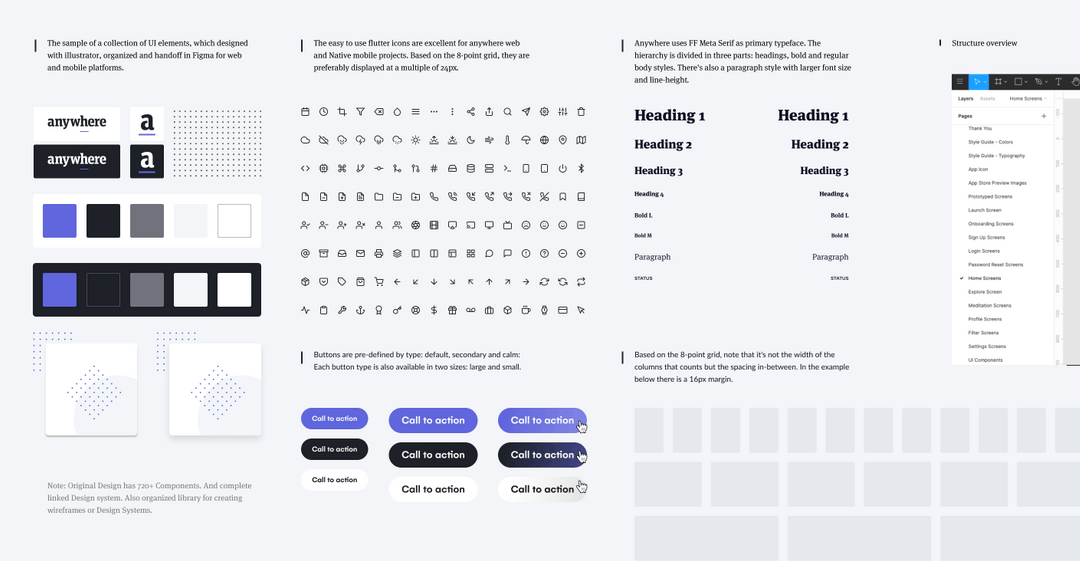 The sample of a collection of UI elements, which designed
with illustrator, organized and handoff in Figma for web
and mobile platforms.
anywhere
a
anywhere
a
Note: Original Design has 720+ Components. And complete
linked Design system. Also organized library for creating
wireframes or Design Systems.
The easy to use flutter icons are excellent for anywhere web
and Native mobile projects. Based on the 8-point grid, they are
preferably displayed at a multiple of 24px.
Buttons are pre-defined by type: default, secondary and calm:
Each button type is also available in two sizes: large and small.
Call to action
Call to action
Call to action
Call to action
Call to action
Call to action
Call to action
Call to action
Call to action
Anywhere uses FF Meta Serif as primary typeface. The
hierarchy is divided in three parts: headings, bold and regular
body styles. There's also a paragraph style with larger font size
and line-height.
Heading 1
Heading 1
Heading 2
Heading 2
Heading 3
Heading 3
Heading 4
Heading 4
Bold L
Bold L
Bold M
Bold M
Paragraph
Paragraph
STATUS
STATUS
Based on the 8-point grid, note that it's not the width of the
columns that counts but the spacing in-between. In the example
below there is a 16px margin.
Structure overview
Layers Assets Home Screens
Pages
Thank You
Style Guide - Colors
Style Guide - Typography
App Icon
App Store Preview Images
Prototyped Screens
Launch Screen
Onboarding Screens
Sign Up Screens
Login Screens
Password Reset Screens
Home Screens
Explore Screen
Meditation Screens
Profile Screens
Filter Screens
Settings Screens
Ui Components